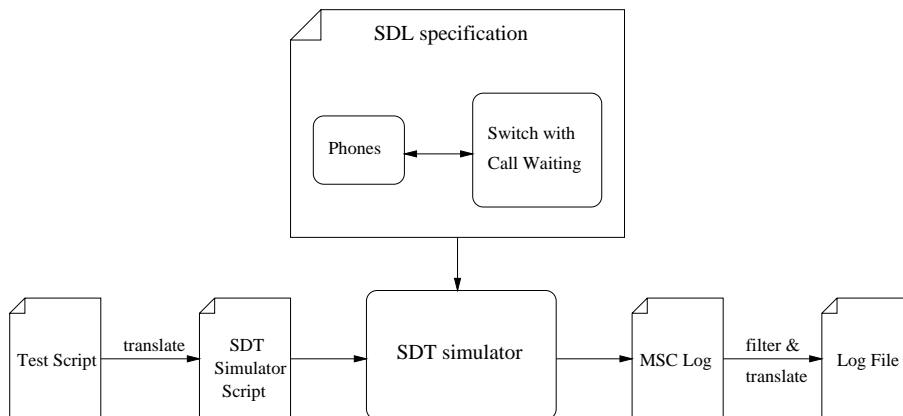 SDL specification
Phones
Switch with
Call Waiting
Test Script
translate
SDT
Simulator
Script
SDT simulator
MSC Log
filter &
translate
Log File